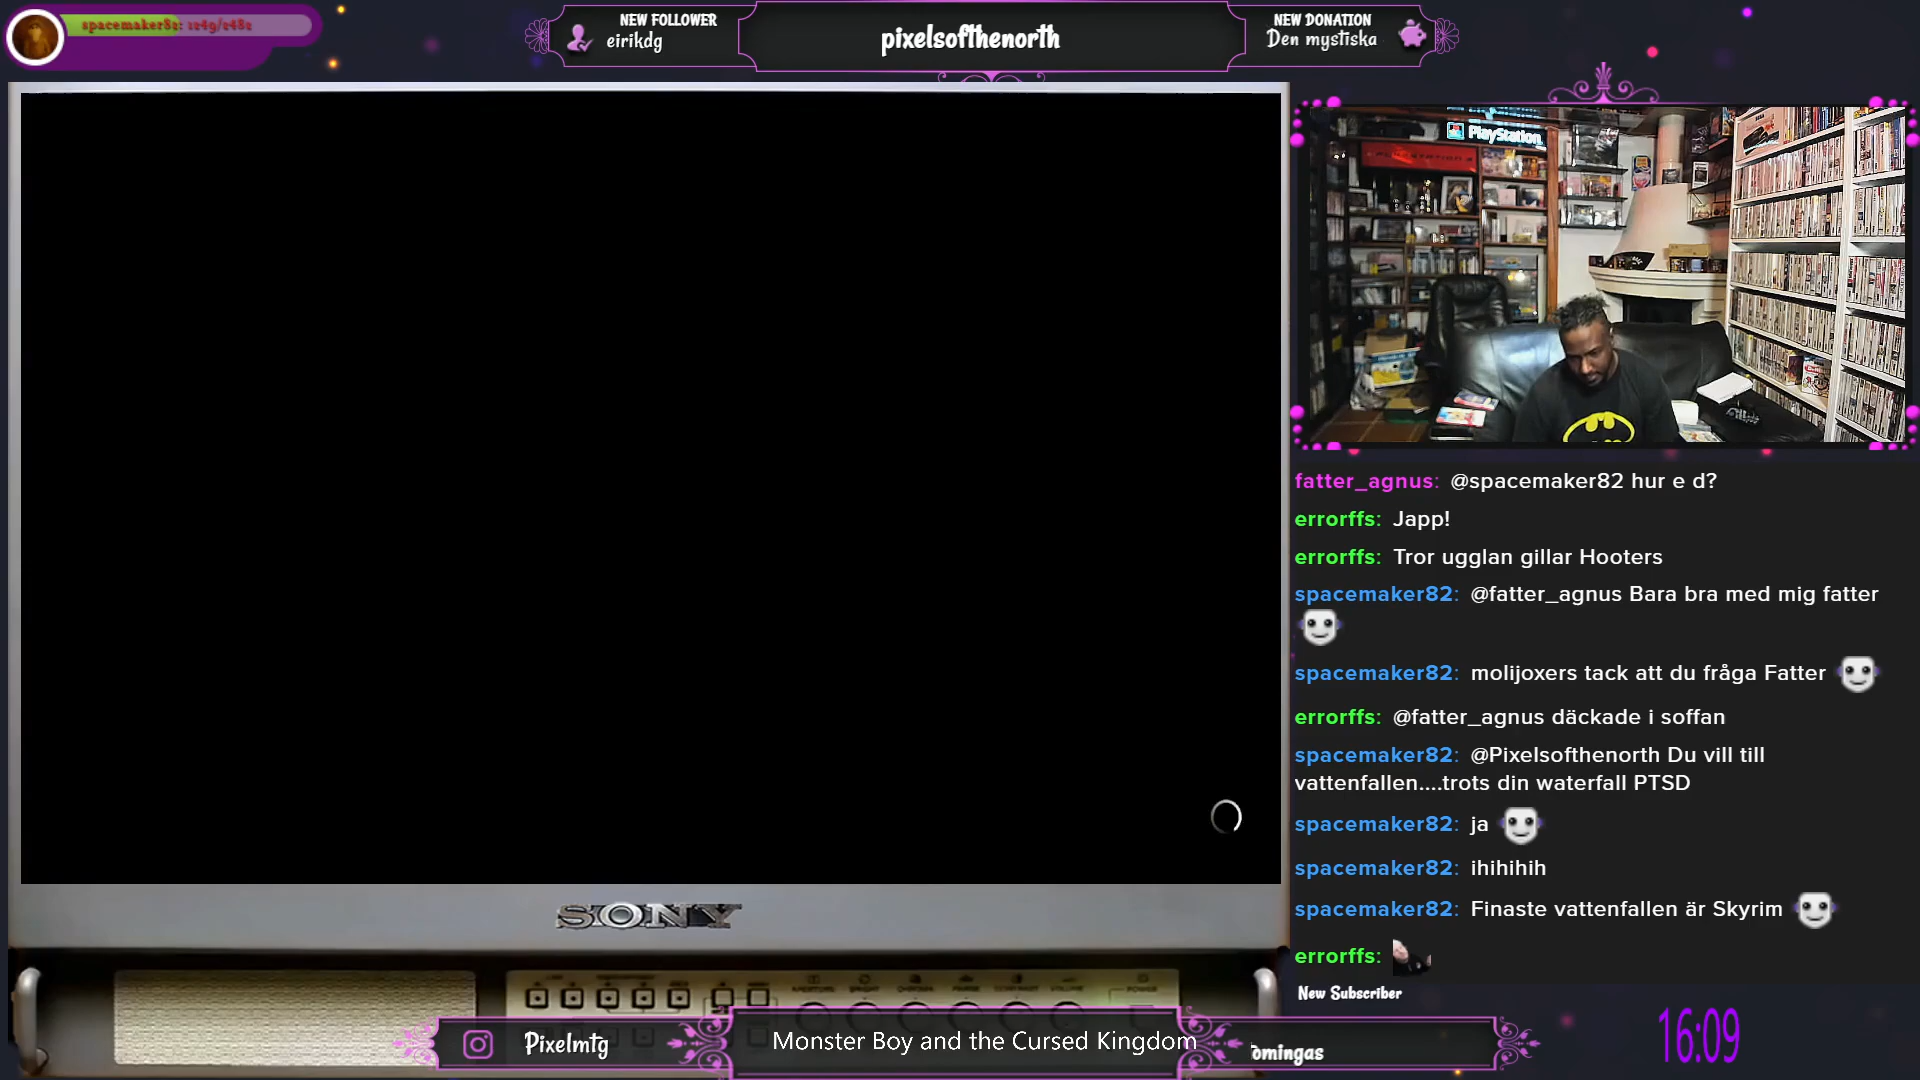 spacemaker82:
NEW FOLLOWER
eirikdg
pixelsofthenorth
NEW DONATION
Den mystiska
PlayStation
fatter_agnus: @spacemaker82 hur e d?
errorffs: Japp!
errorffs: Tror ugglan gillar Hooters
spacemaker82: @fatter_agnus Bara bra med mig fatter
spacemaker82: molijoxers tack att du fråga Fatter
errorffs: @fatter_agnus däckade i soffan
spacemaker82: @Pixelsofthenorth Du vill till
vattenfallen....trots din waterfall PTSD
spacemaker82: ja
spacemaker82: ihihihih
spacemaker82: Finaste vattenfallen är Skyrim
errorffs:
SONY
New Subscriber
Pixelmtg
Monster Boy and the Cursed Kingdom
omingas
16:09